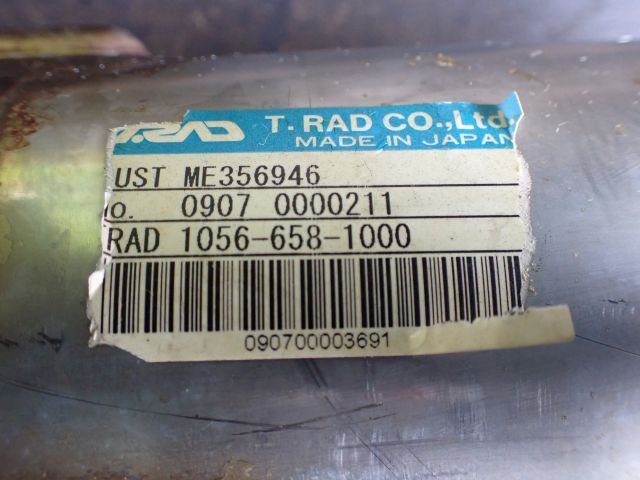 T.RAD T. RAD CO.,Ltd.
MADE IN JAPAN
UST ME356946
o. 0907 0000211
RAD 1056-658-1000
090700003691